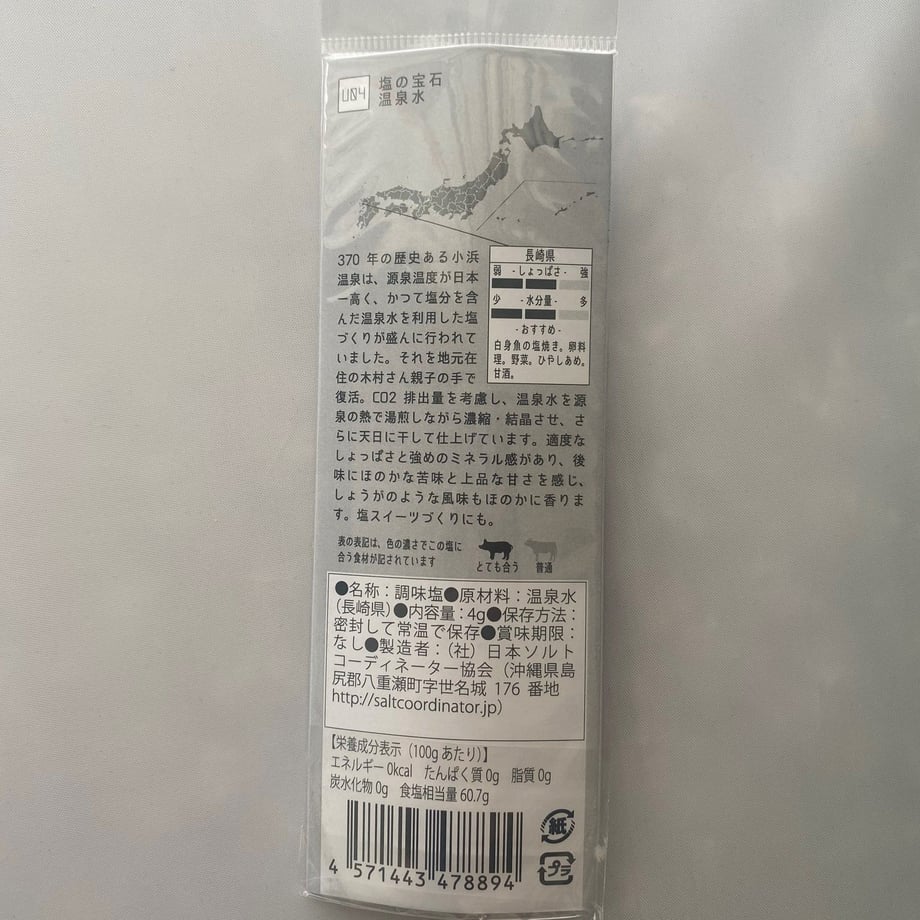 U04
塩の宝石
温泉水
370 年の歴史ある小浜
温泉は、源泉温度が日本
一高く、かつて塩分を含
んだ温泉水を利用した塩
づくりが盛んに行われて
いました。それを地元在
住の木村さん親子の手で
復活。CO2 排出量を考慮し、温泉水を源
泉の熱で湯煎しながら濃縮・結晶させ、さ
らに天日に干して仕上げています。適度な
しょっぱさと強めのミネラル感があり、後
味にほのかな苦味と上品な甘さを感じ、
しょうがのような風味もほのかに香りま
す。塩スイーツづくりにも。
長崎県
弱 -しょっぱさ- 強
少 -水分量- 多
-おすすめ-
白身魚の塩焼き。卵料
理。野菜。ひやしあめ。
甘酒。
表の表記は、色の濃さでこの塩に
合う食材が記されています
とても合う 普通
●名称：調味塩●原材料：温泉水
（長崎県）●内容量：4g●保存方法：
密封して常温で保存●賞味期限：
なし●製造者：（社）日本ソルト
コーディネーター協会（沖縄県島
尻郡八重瀬町字世名城 176 番地
http://saltcoordinator.jp）
【栄養成分表示（100gあたり）】
エネルギー 0kcal たんぱく質 0g 脂質 0g
炭水化物 0g 食塩相当量 60.7g
紙
プラ
4 571443 478894